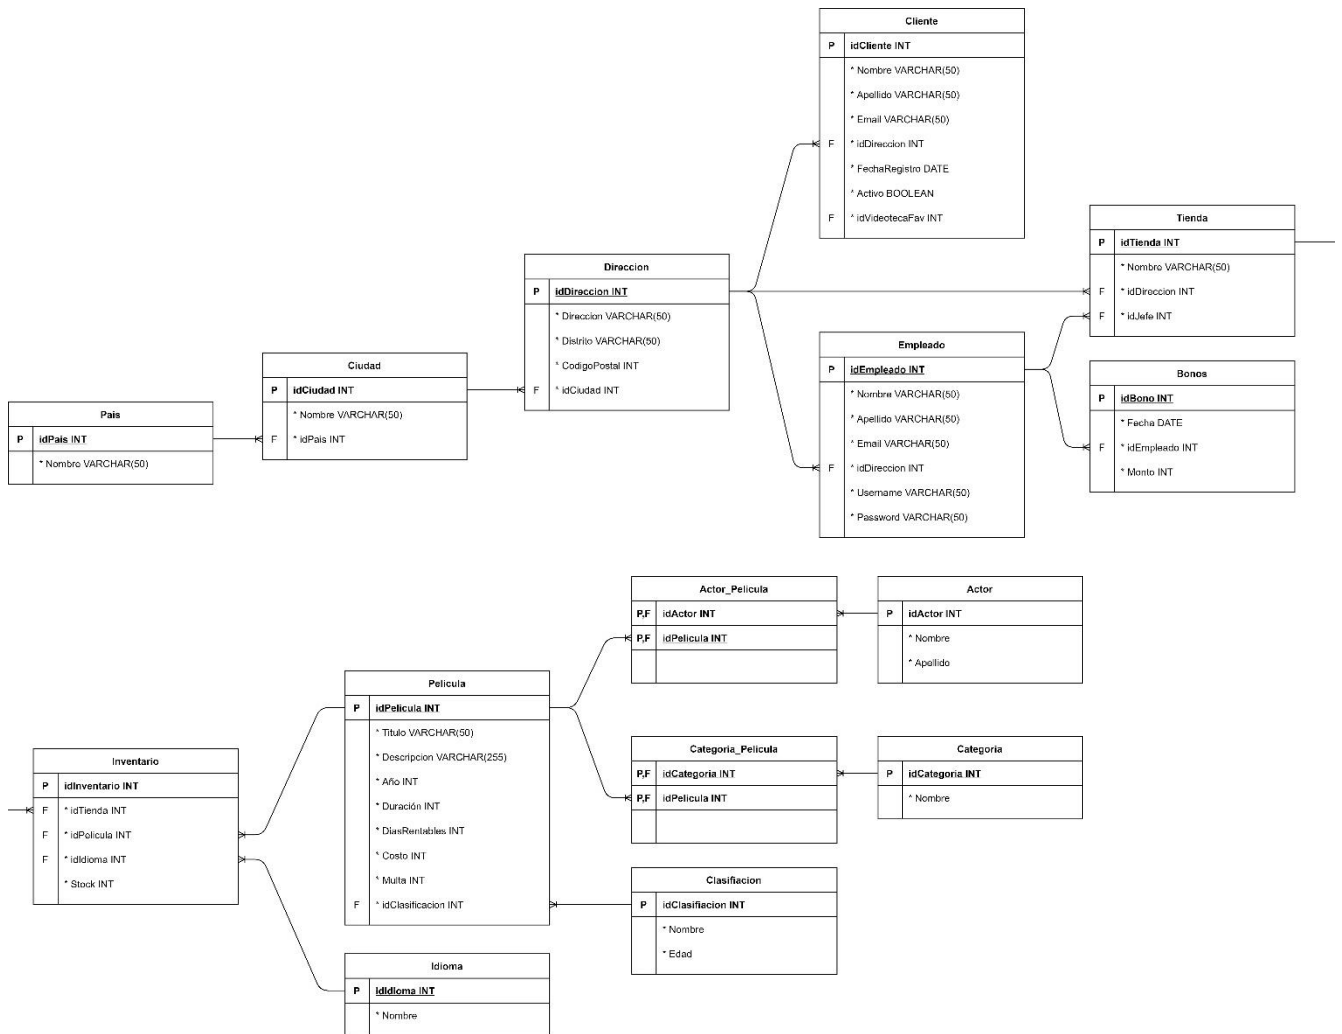 Cliente
P idCliente INT
* Nombre VARCHAR(50)
* Apellido VARCHAR(50)
* Email VARCHAR(50)
F * idDireccion INT
* FechaRegistro DATE
* Activo BOOLEAN
F * idVideotecaFav INT
Tienda
P idTienda INT
* Nombre VARCHAR(50)
F * idDireccion INT
F * idJefe INT
Direccion
P idDireccion INT
* Direccion VARCHAR(50)
* Distrito VARCHAR(50)
* CodigoPostal INT
F * idCiudad INT
Empleado
P idEmpleado INT
* Nombre VARCHAR(50)
* Apellido VARCHAR(50)
* Email VARCHAR(50)
F * idDireccion INT
* Username VARCHAR(50)
* Password VARCHAR(50)
Bonos
P idBono INT
* Fecha DATE
F * idEmpleado INT
* Monto INT
Ciudad
P idCiudad INT
* Nombre VARCHAR(50)
F * idPais INT
Pais
P idPais INT
* Nombre VARCHAR(50)
Actor_Pelicula
P,F idActor INT
P,F idPelicula INT
Actor
P idActor INT
* Nombre
* Apellido
Pelicula
P idPelicula INT
* Titulo VARCHAR(50)
* Descripcion VARCHAR(255)
* Año INT
* Duración INT
* DiasRentables INT
* Costo INT
* Multa INT
F * idClasificacion INT
Categoria_Pelicula
P,F idCategoria INT
P,F idPelicula INT
Categoria
P idCategoria INT
* Nombre
Inventario
P idInventario INT
F * idTienda INT
F * idPelicula INT
F * idIdioma INT
* Stock INT
Clasifiacion
P idClasifiacion INT
* Nombre
* Edad
Idioma
P idIdioma INT
* Nombre